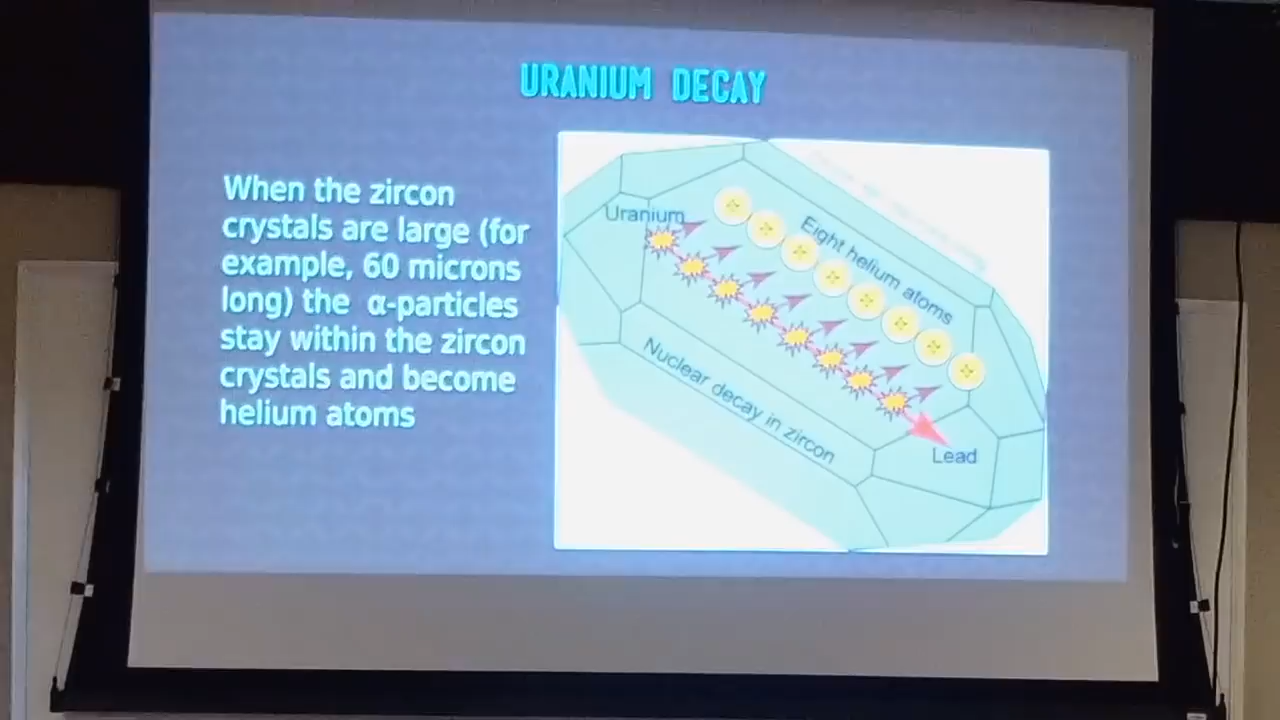 URANIUM DECAY
When the zircon
crystals are large (for
example, 60 microns
long) the α-particles
stay within the zircon
crystals and become
helium atoms
Uranium
Eight helium atoms
Nuclear decay in zircon
Lead